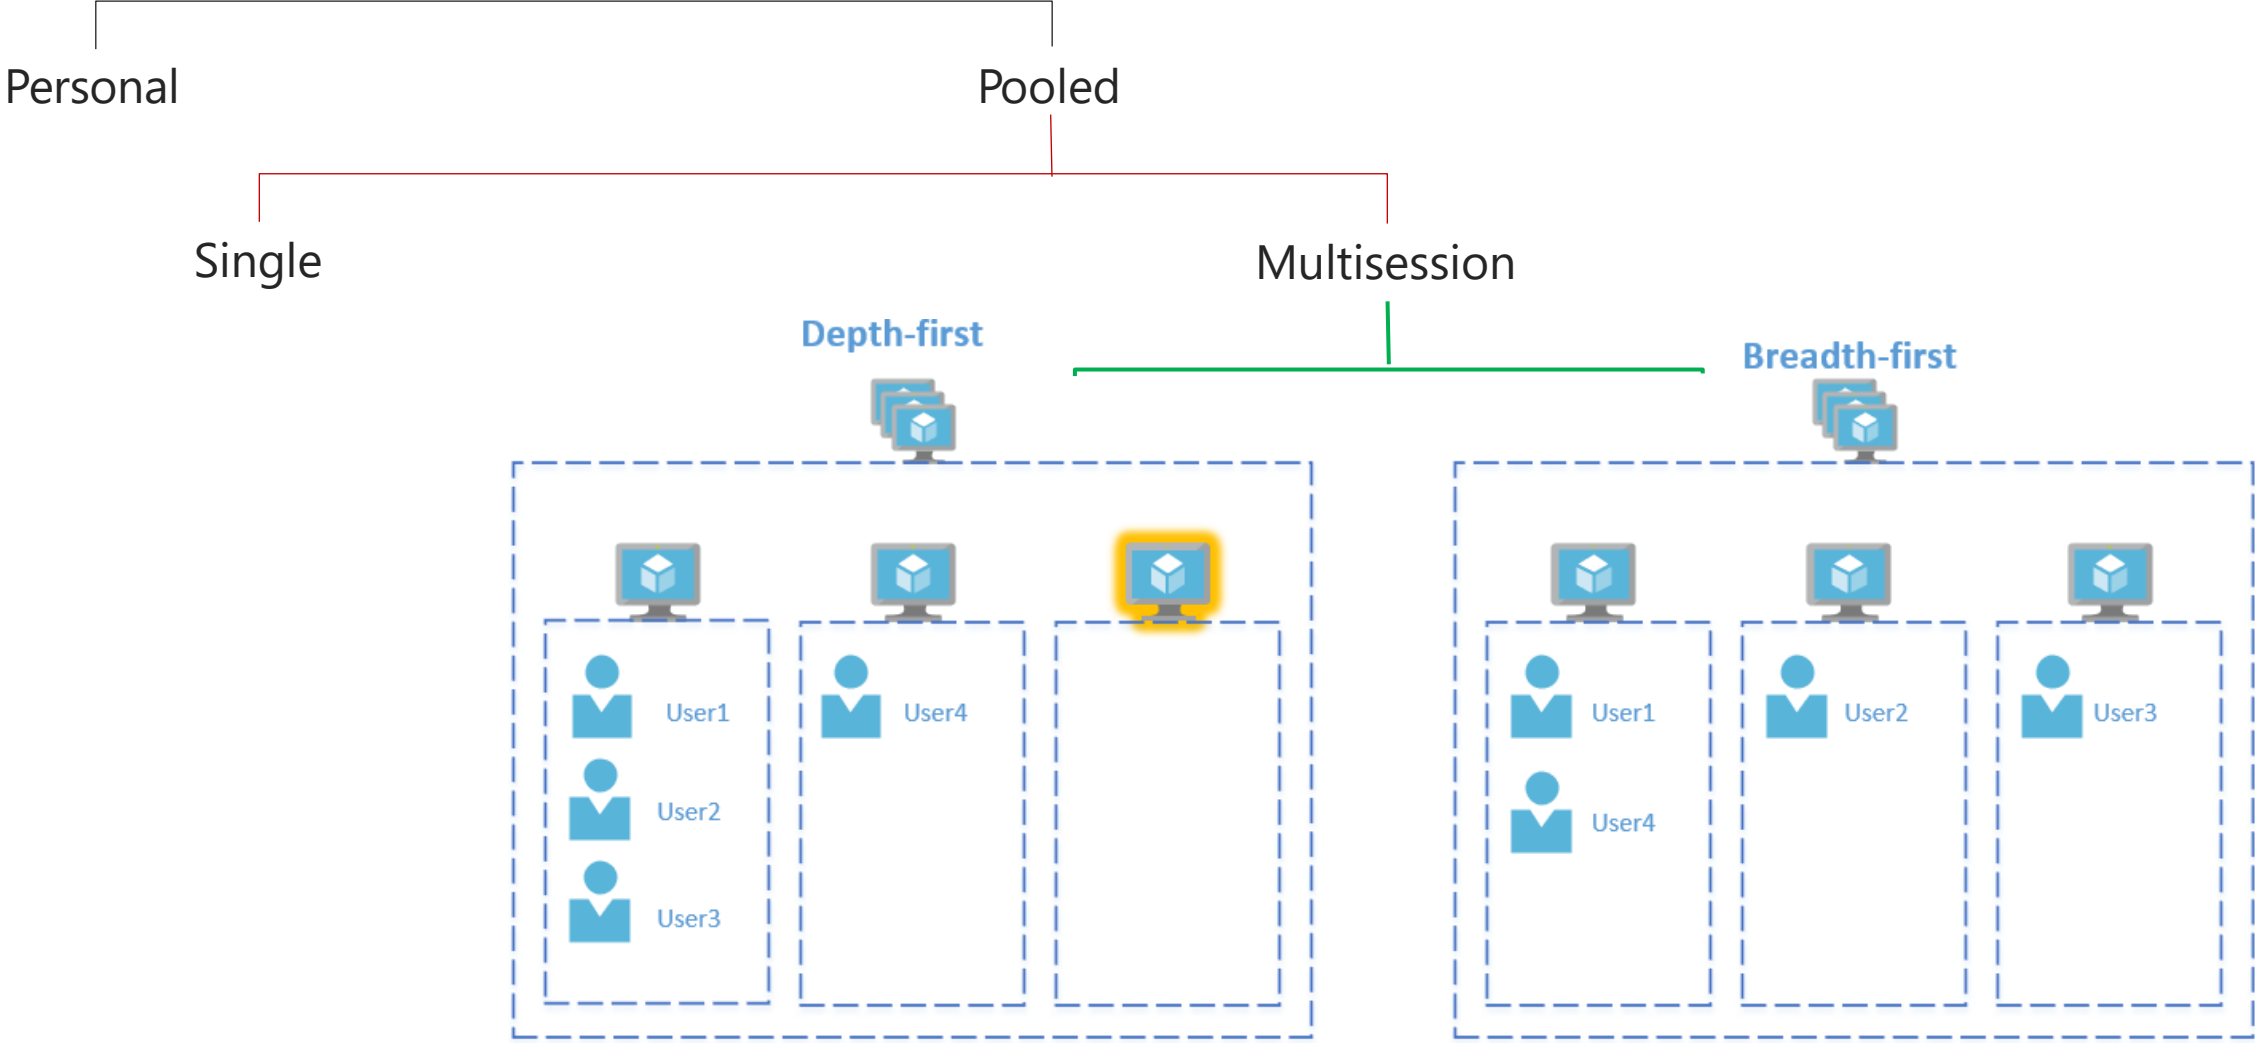 Personal
Pooled
Single
Multisession
Depth-first
Breadth-first
User1
User4
User2
User3
User1
User2
User3
User4